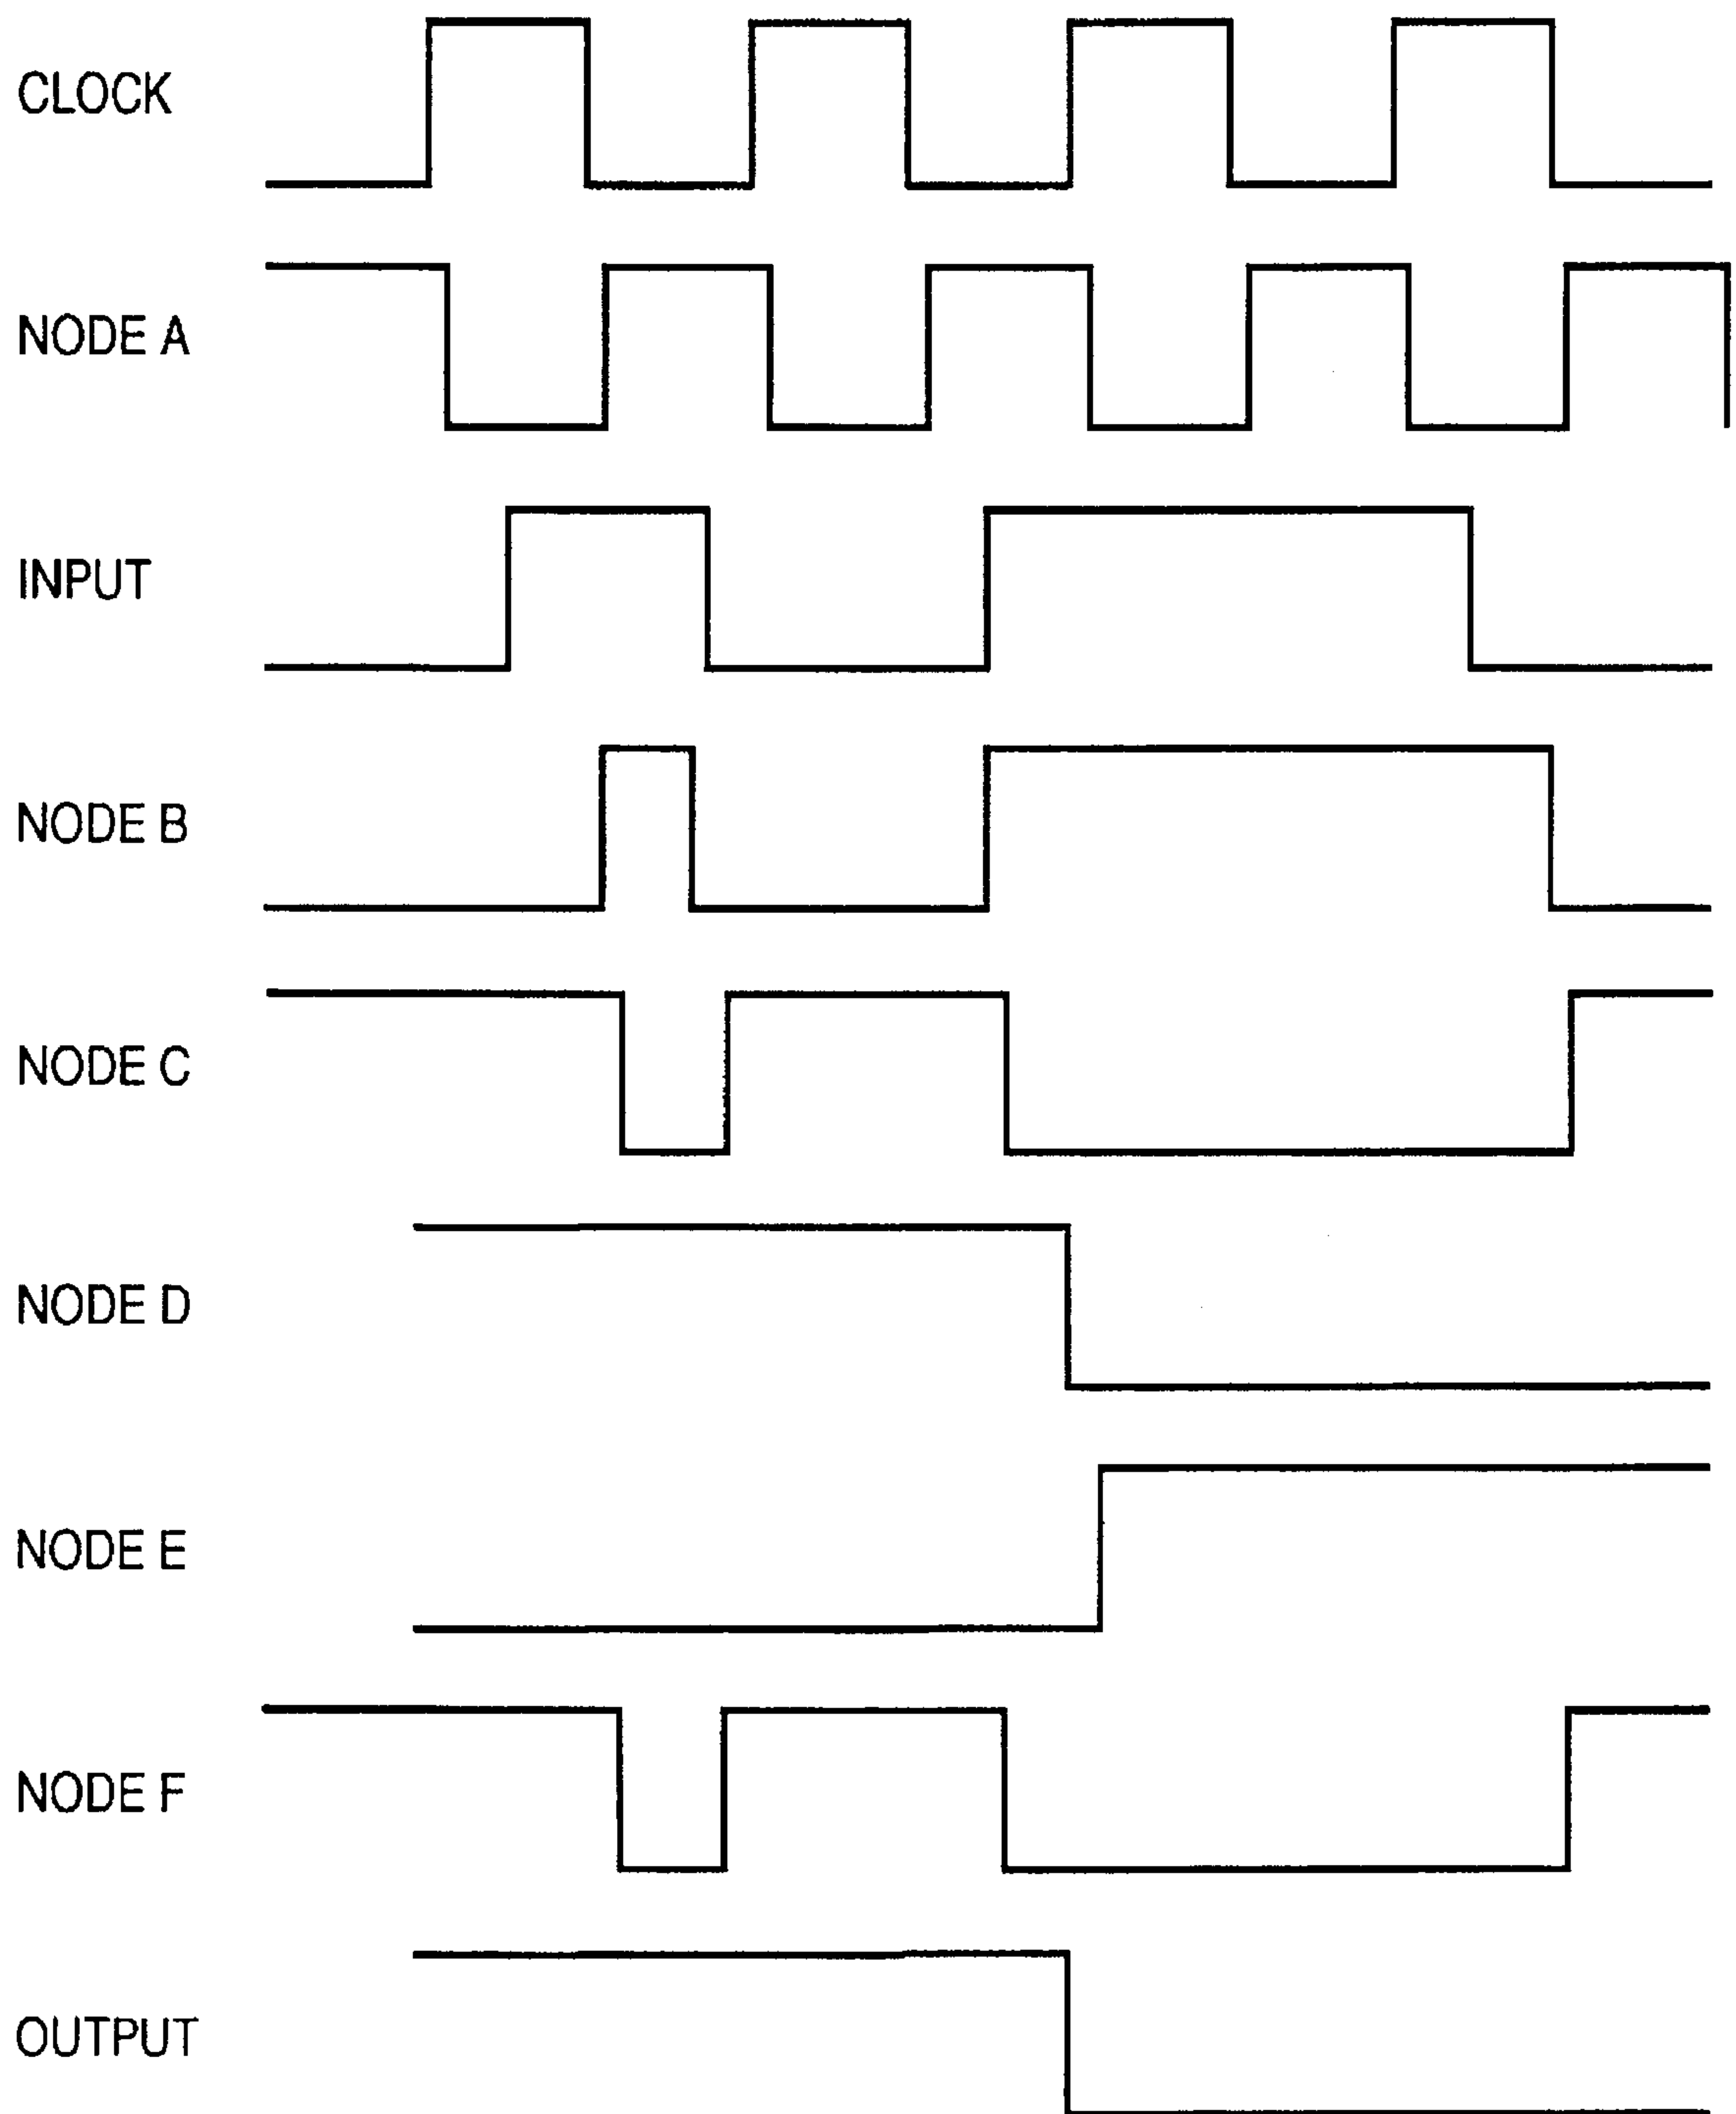 CLOCK
NODE A
INPUT
NODE B
NODE C
NODE D
NODE E
NODE F
OUTPUT